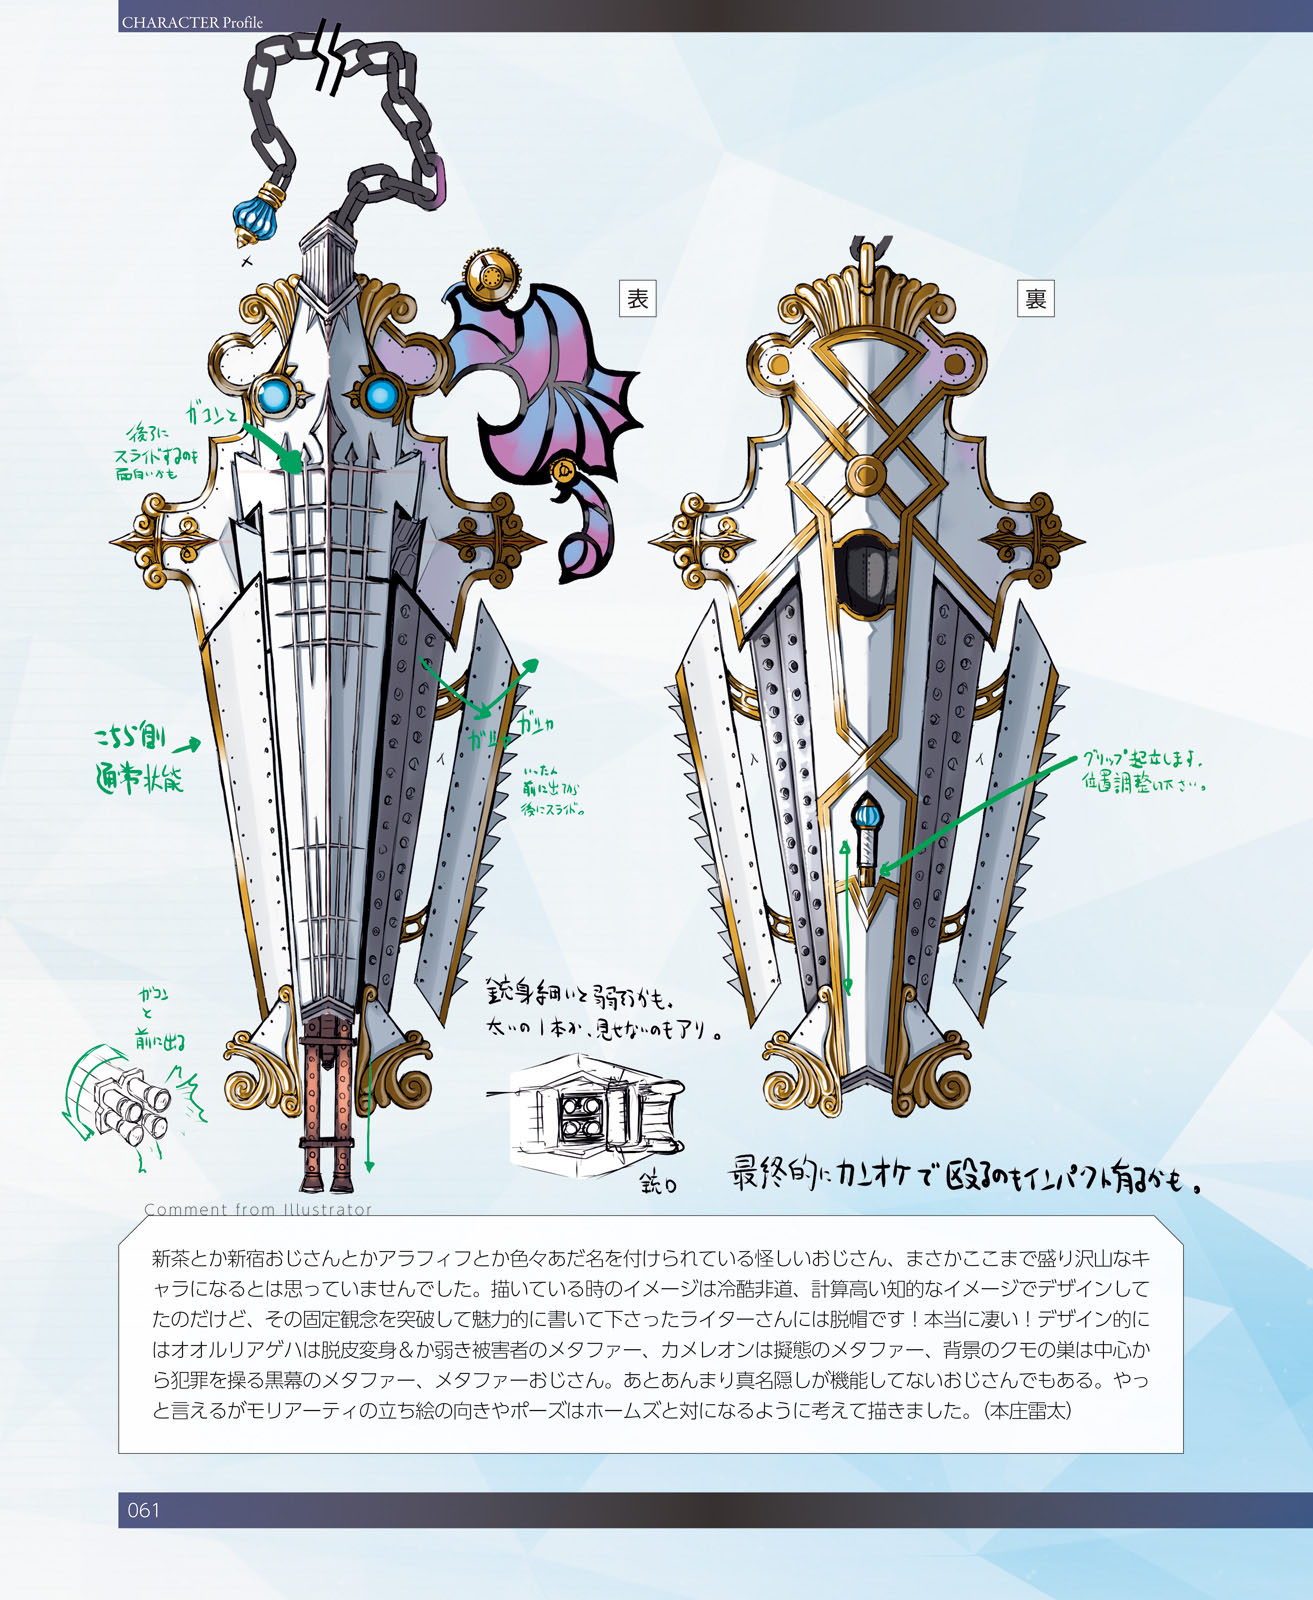 CHARACTER Profile
表
裏
ガコンと
後ろに
スライドするのも
面白いかも
こちら側
通常状態
ガシャ
ガシャ
いったん
前に出てから
後にスライド。
グリップ起立します。
位置調整下さい。
ガコン
と
前に出る
銃身細いと弱そうかも。
太いの1本か、見せないのもアリ。
銃口
最終的にカンオケで殴るのもインパクト有るかも。
Comment from Illustrator
新茶とか新宿おじさんとかアラフィフとか色々あだ名を付けられている怪しいおじさん、まさかここまで盛り沢山なキ
ャラになるとは思っていませんでした。描いている時のイメージは冷酷非道、計算高い知的なイメージでデザインして
たのだけど、その固定観念を突破して魅力的に書いて下さったライターさんには脱帽です！本当に凄い！デザイン的に
はオオルリアゲハは脱皮変身＆か弱き被害者のメタファー、カメレオンは擬態のメタファー、背景のクモの巣は中心か
ら犯罪を操る黒幕のメタファー、メタファーおじさん。あとあんまり真名隠しが機能してないおじさんでもある。やっ
と言えるがモリアーティの立ち絵の向きやポーズはホームズと対になるように考えて描きました。（本庄雷太）
061